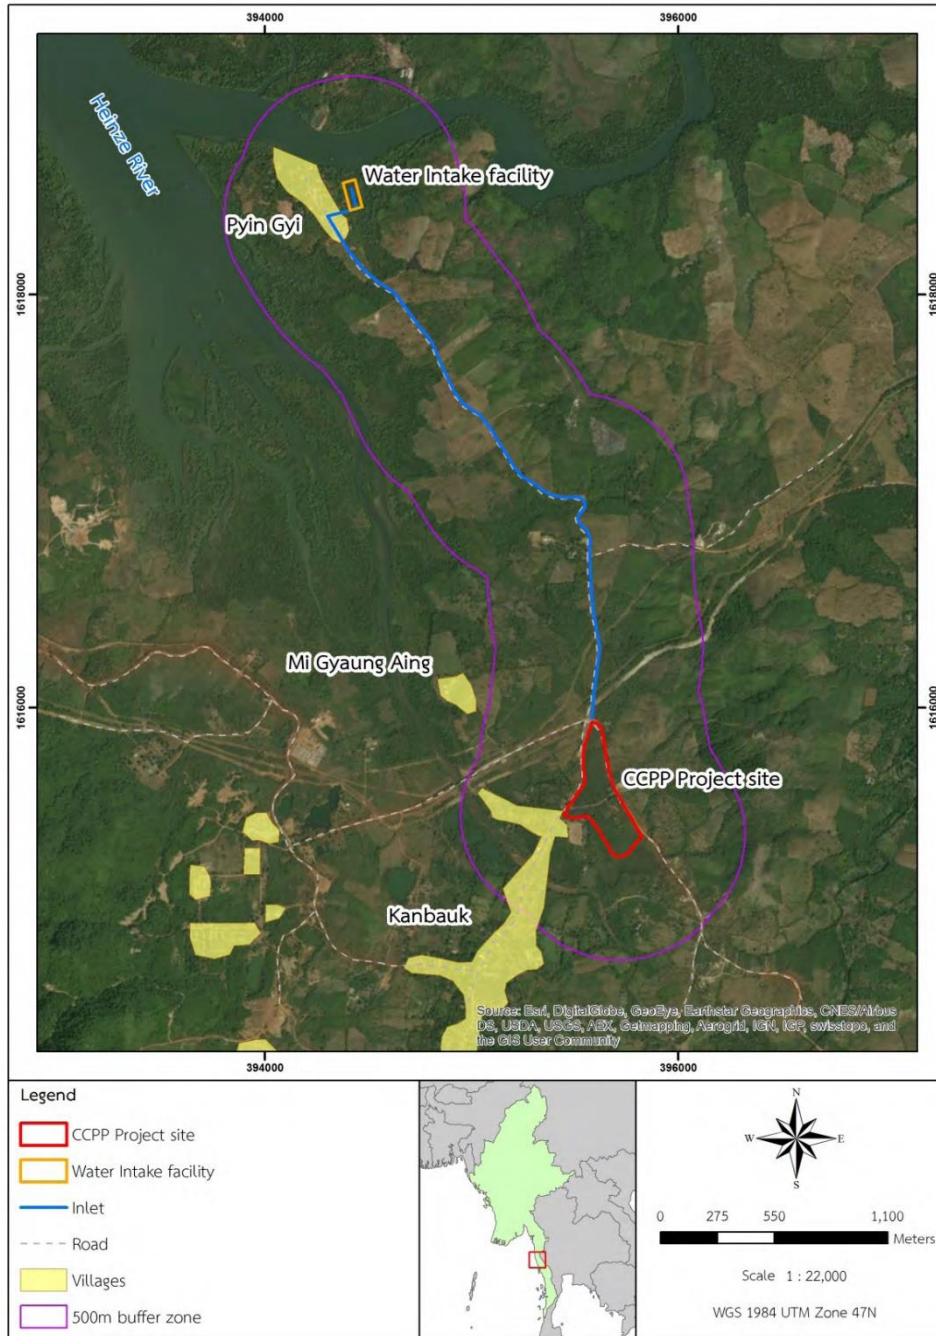 394000
396000
Heinze River
Water Intake facility
Pyin Gyi
1618000
1618000
Mi Gyaung Aing
1616000
1616000
CCPP Project site
Kanbauk
Source: Esri, DigitalGlobe, GeoEye, Earthstar Geographics, CNES/Airbus
DS, USDA, USGS, AEX, Getmapping, Aerogrid, IGN, IGP, swisstopo, and
the GIS User Community
394000
396000
Legend
CCPP Project site
Water Intake facility
Inlet
Road
Villages
500m buffer zone
N
W
E
S
0 275 550 1,100
Meters
Scale 1 : 22,000
WGS 1984 UTM Zone 47N